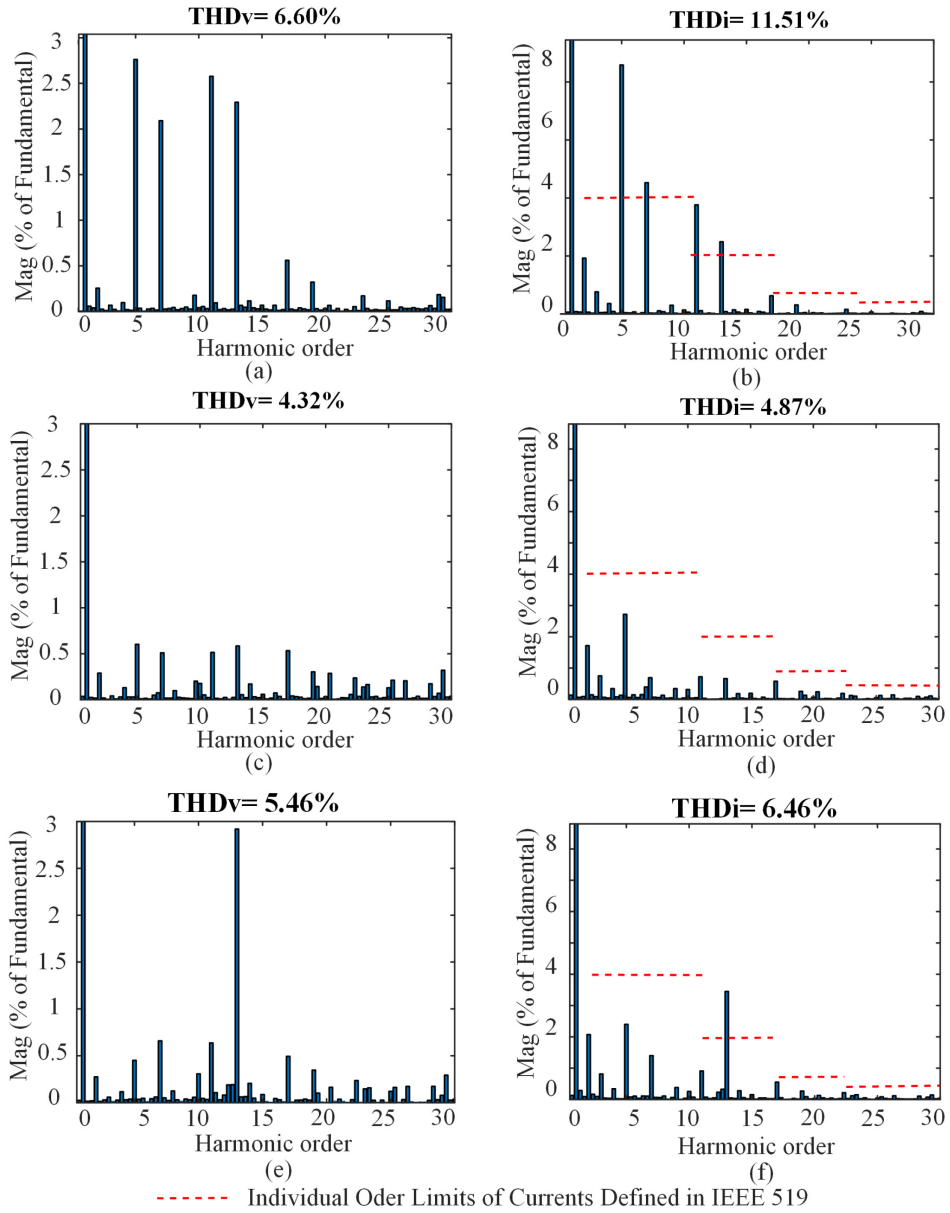 THDv= 6.60%
Mag (% of Fundamental)
3
2.5
2
1.5
1
0.5
0
0 5 10 15 20 25 30
Harmonic order
(a)
THDi= 11.51%
Mag (% of Fundamental)
8
6
4
2
0
0 5 10 15 20 25 30
Harmonic order
(b)
THDv= 4.32%
Mag (% of Fundamental)
3
2.5
2
1.5
1
0.5
0
0 5 10 15 20 25 30
Harmonic order
(c)
THDi= 4.87%
Mag (% of Fundamental)
8
6
4
2
0
0 5 10 15 20 25 30
Harmonic order
(d)
THDv= 5.46%
Mag (% of Fundamental)
3
2.5
2
1.5
1
0.5
0
0 5 10 15 20 25 30
Harmonic order
(e)
THDi= 6.46%
Mag (% of Fundamental)
8
6
4
2
0
0 5 10 15 20 25 30
Harmonic order
(f)
Individual Oder Limits of Currents Defined in IEEE 519